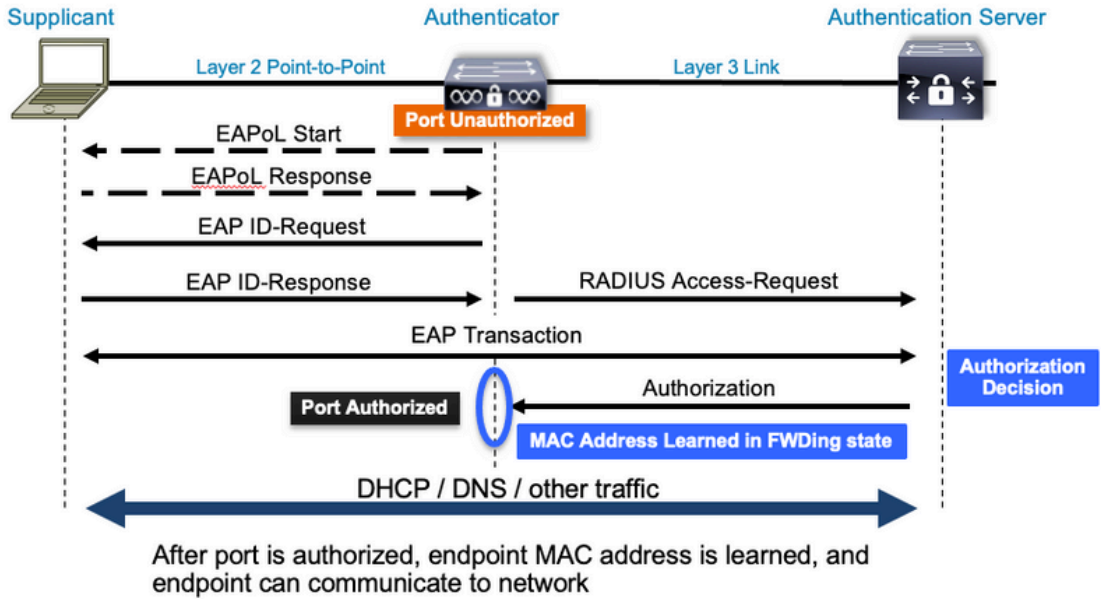 Supplicant
Authenticator
Authentication Server
Layer 2 Point-to-Point
Layer 3 Link
Port Unauthorized
EAPoL Start
EAPoL Response
EAP ID-Request
EAP ID-Response
RADIUS Access-Request
EAP Transaction
Authorization
Decision
Authorization
Port Authorized
MAC Address Learned in FWDing state
DHCP / DNS / other traffic
After port is authorized, endpoint MAC address is learned, and
endpoint can communicate to network